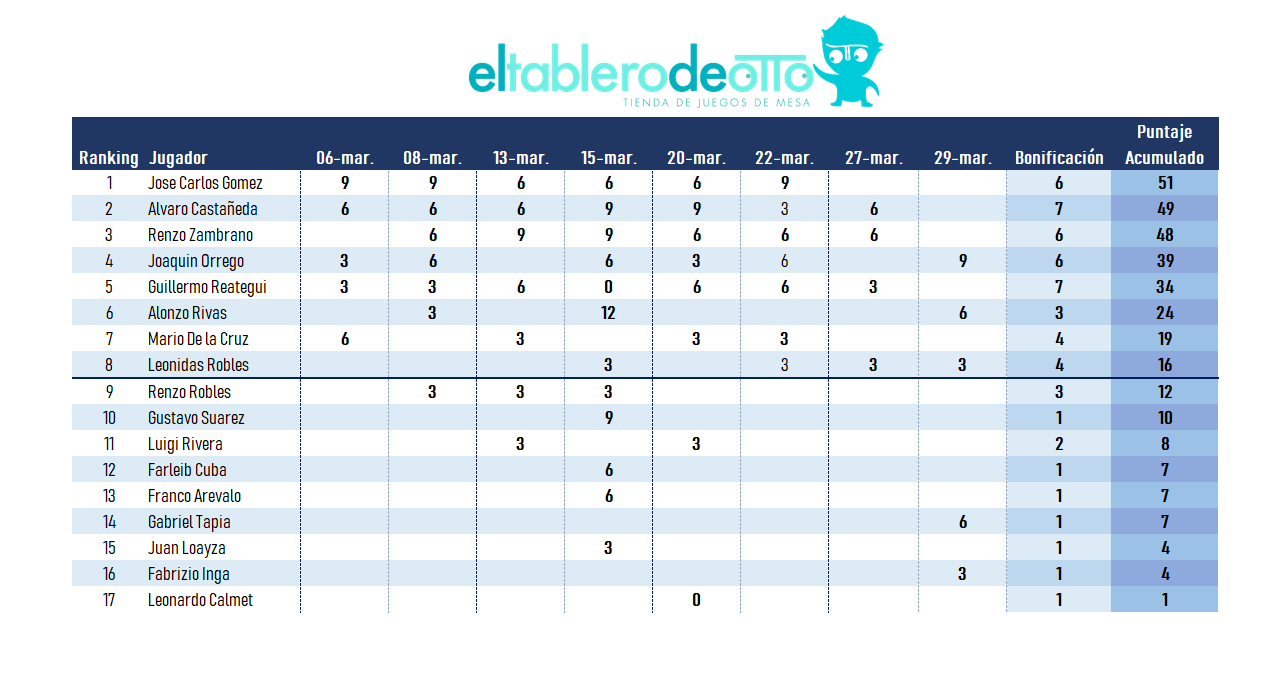 eltablerodeotto
TIENDA DE JUEGOS DE MESA
Puntaje
Ranking Jugador 06-mar. 08-mar. 13-mar. 15-mar. 20-mar. 22-mar. 27-mar. 29-mar. Bonificación Acumulado
1 Jose Carlos Gomez 9 9 6 6 6 9 6 51
2 Alvaro Castañeda 6 6 6 9 9 3 6 7 49
3 Renzo Zambrano 6 9 9 6 6 6 6 48
4 Joaquin Orrego 3 6 6 3 6 9 6 39
5 Guillermo Reategui 3 3 6 0 6 6 3 7 34
6 Alonzo Rivas 3 12 6 3 24
7 Mario De la Cruz 6 3 3 3 4 19
8 Leonidas Robles 3 3 3 3 4 16
9 Renzo Robles 3 3 3 3 12
10 Gustavo Suarez 9 1 10
11 Luigi Rivera 3 3 2 8
12 Farleib Cuba 6 1 7
13 Franco Arevalo 6 1 7
14 Gabriel Tapia 6 1 7
15 Juan Loayza 3 1 4
16 Fabrizio Inga 3 1 4
17 Leonardo Calmet 0 1 1